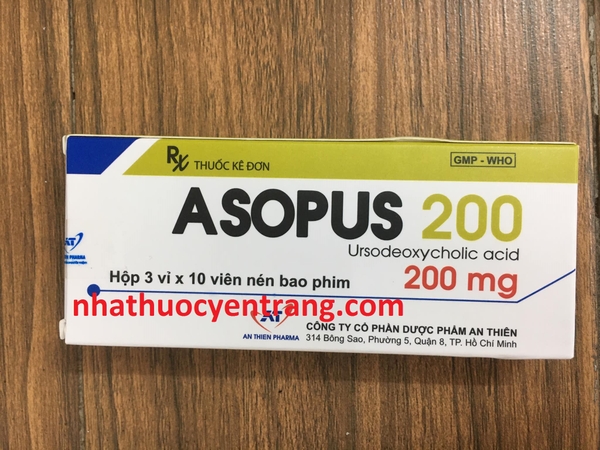 Rx THUỐC KÊ ĐƠN
GMP - WHO
ASOPUS 200
Ursodeoxycholic acid
200 mg
Hộp 3 vỉ x 10 viên nén bao phim
nhathuocyentrang.com
AT
AN THIEN PHARMA
CÔNG TY CỔ PHẦN DƯỢC PHẨM AN THIÊN
314 Bông Sao, Phường 5, Quận 8, TP. Hồ Chí Minh
AT